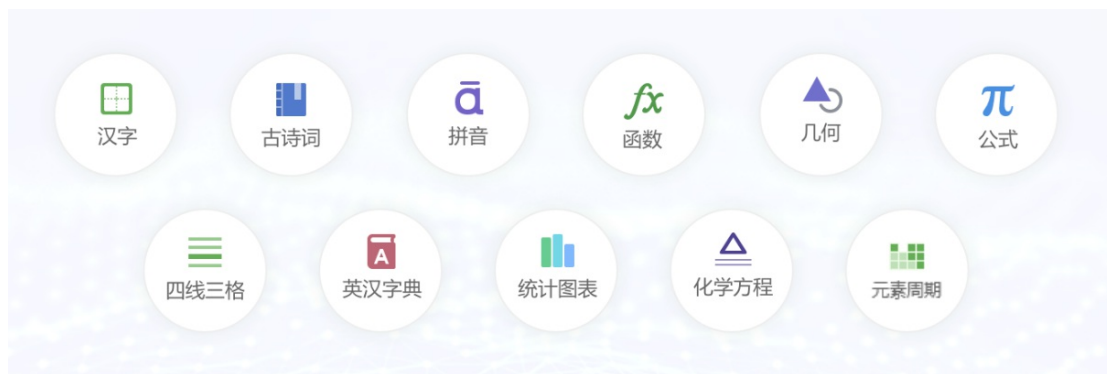 汉字
古诗词
ā
拼音
fx
函数
几何
π
公式
四线三格
A
英汉字典
统计图表
化学方程
元素周期